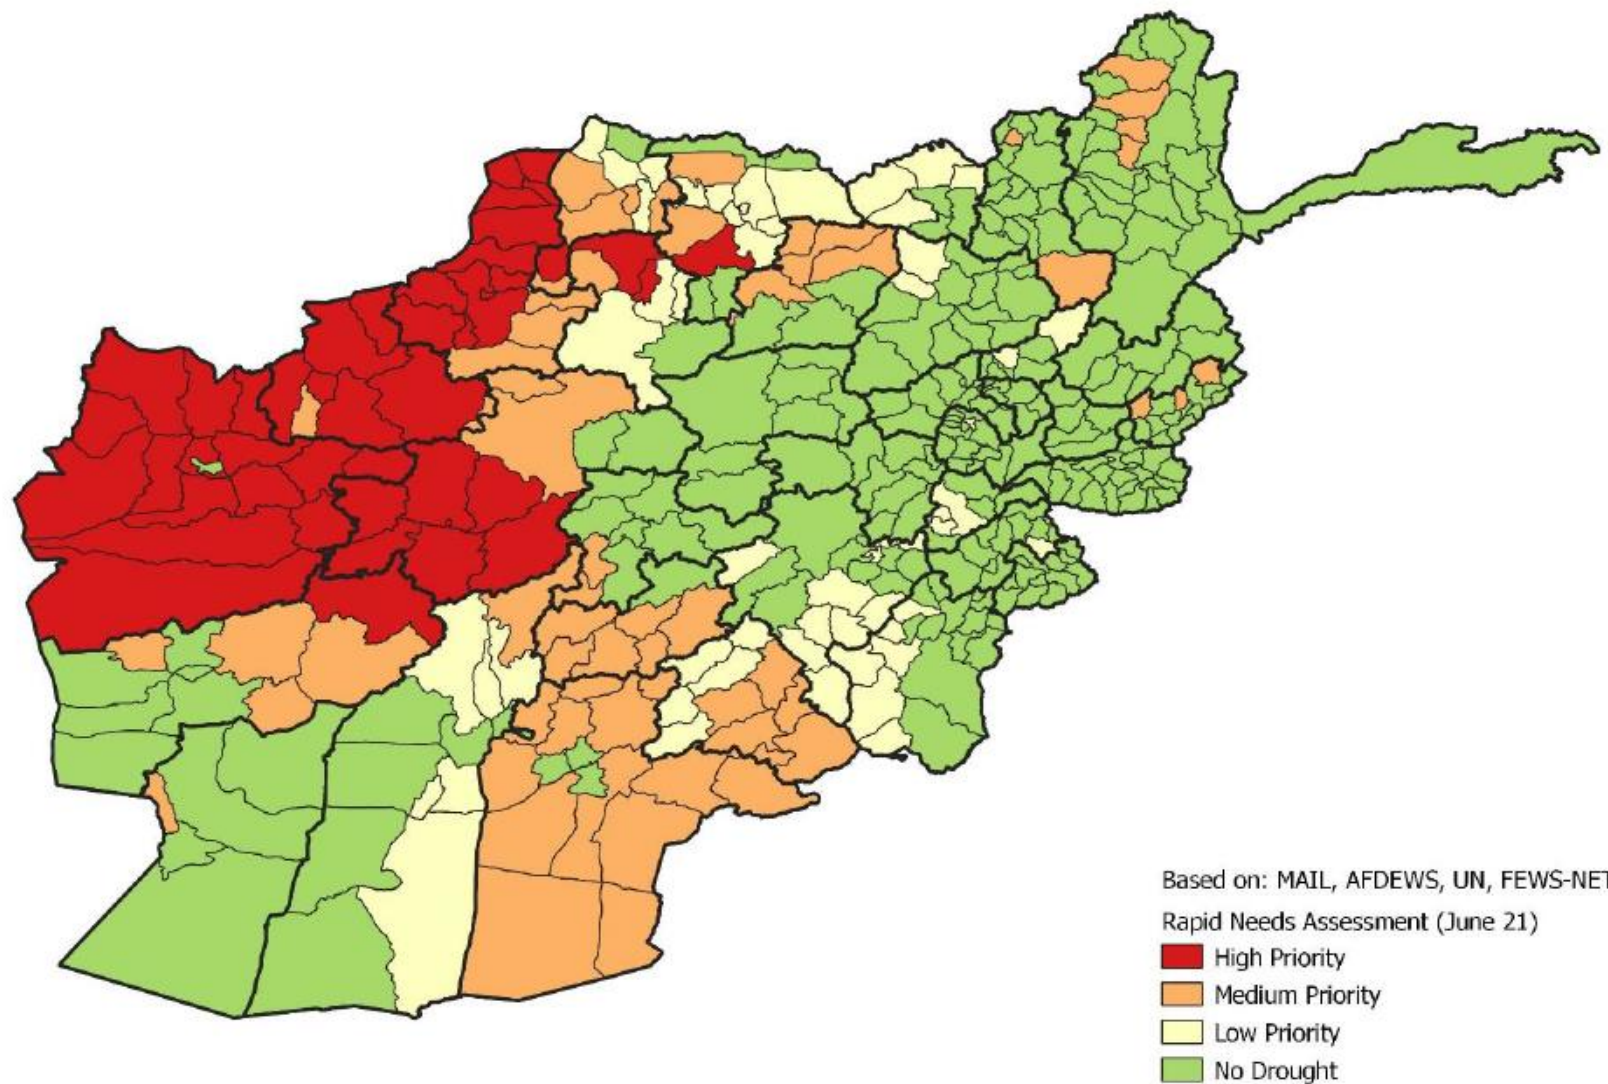 Based on: MAIL, AFDEWS, UN, FEWS-NET
Rapid Needs Assessment (June 21)
High Priority
Medium Priority
Low Priority
No Drought